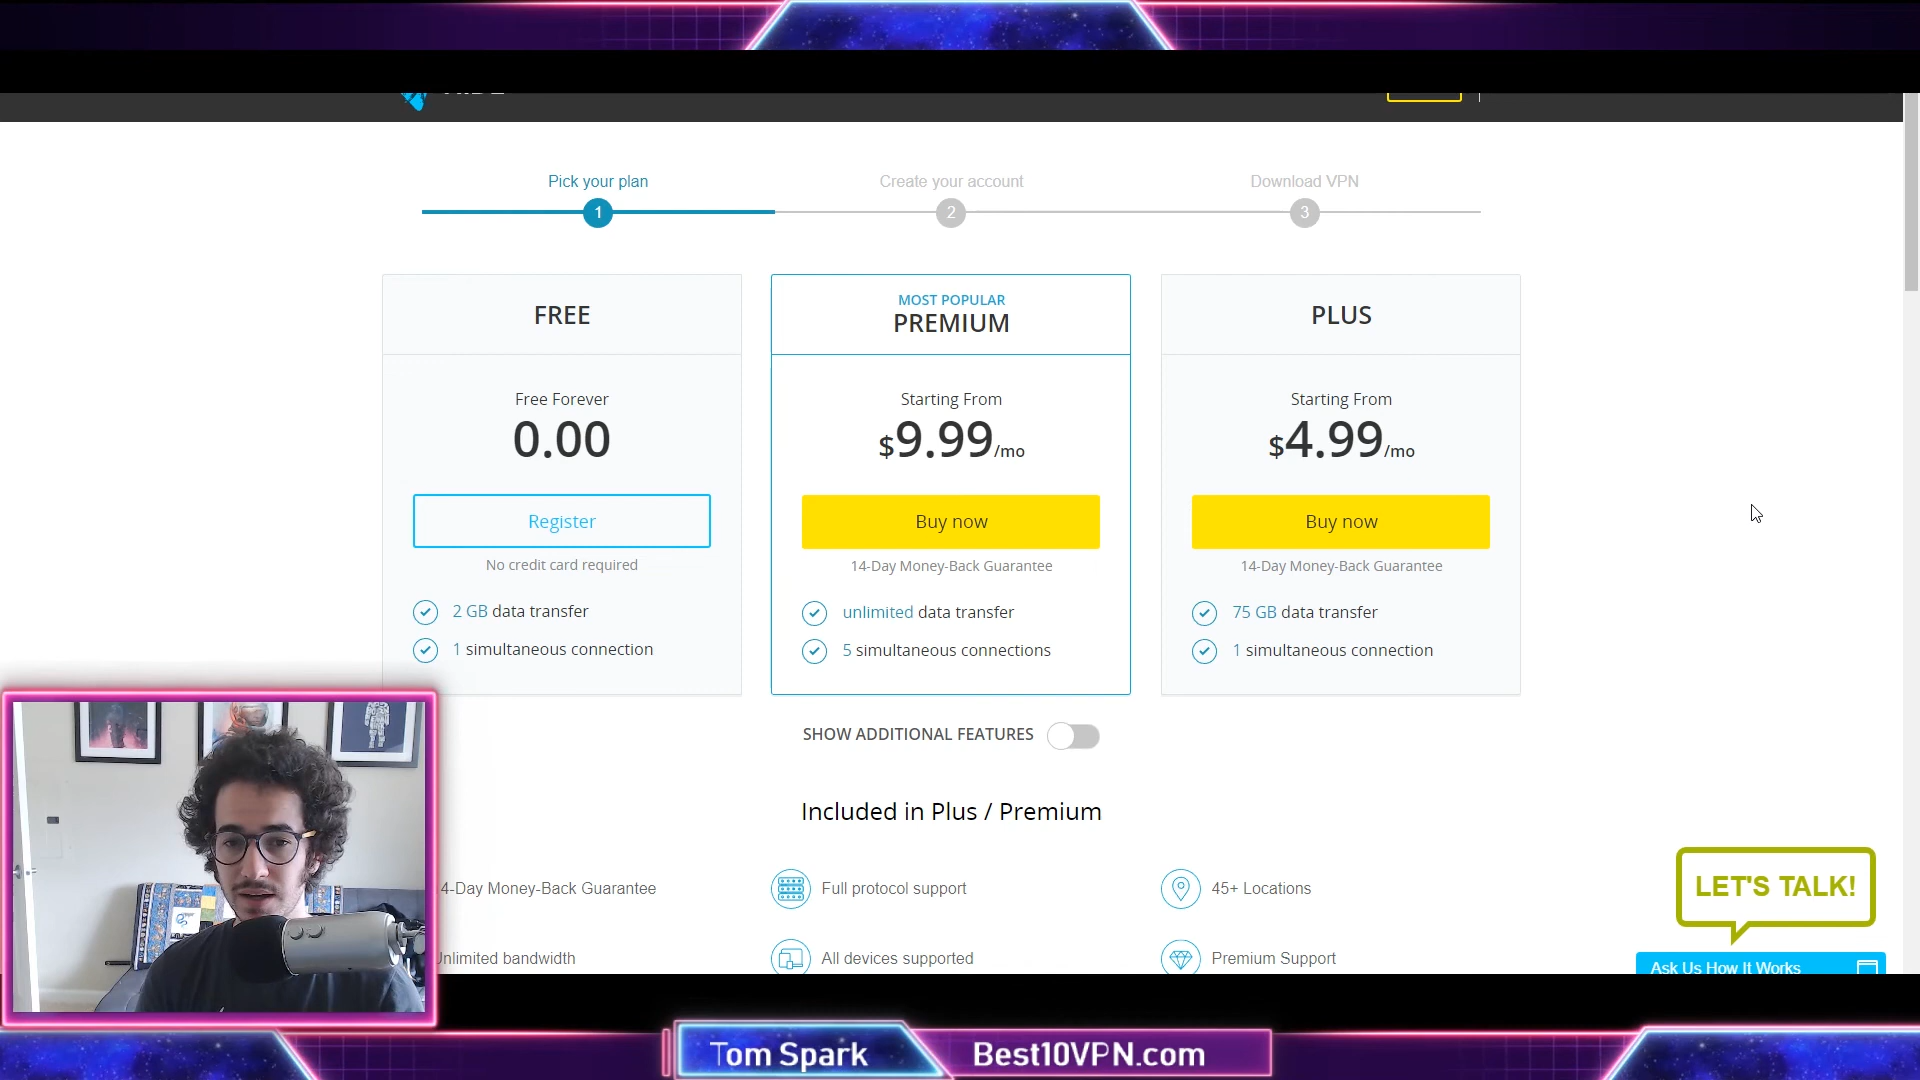 Pick your plan
Create your account
Download VPN
1
2
3
FREE
Free Forever
0.00
Register
No credit card required
2 GB data transfer
1 simultaneous connection
MOST POPULAR
PREMIUM
Starting From
$9.99/mo
Buy now
14-Day Money-Back Guarantee
unlimited data transfer
5 simultaneous connections
PLUS
Starting From
$4.99/mo
Buy now
14-Day Money-Back Guarantee
75 GB data transfer
1 simultaneous connection
SHOW ADDITIONAL FEATURES
Included in Plus / Premium
4-Day Money-Back Guarantee
Full protocol support
45+ Locations
Unlimited bandwidth
All devices supported
Premium Support
LET'S TALK!
Ask Us How It Works
Tom Spark
Best10VPN.com